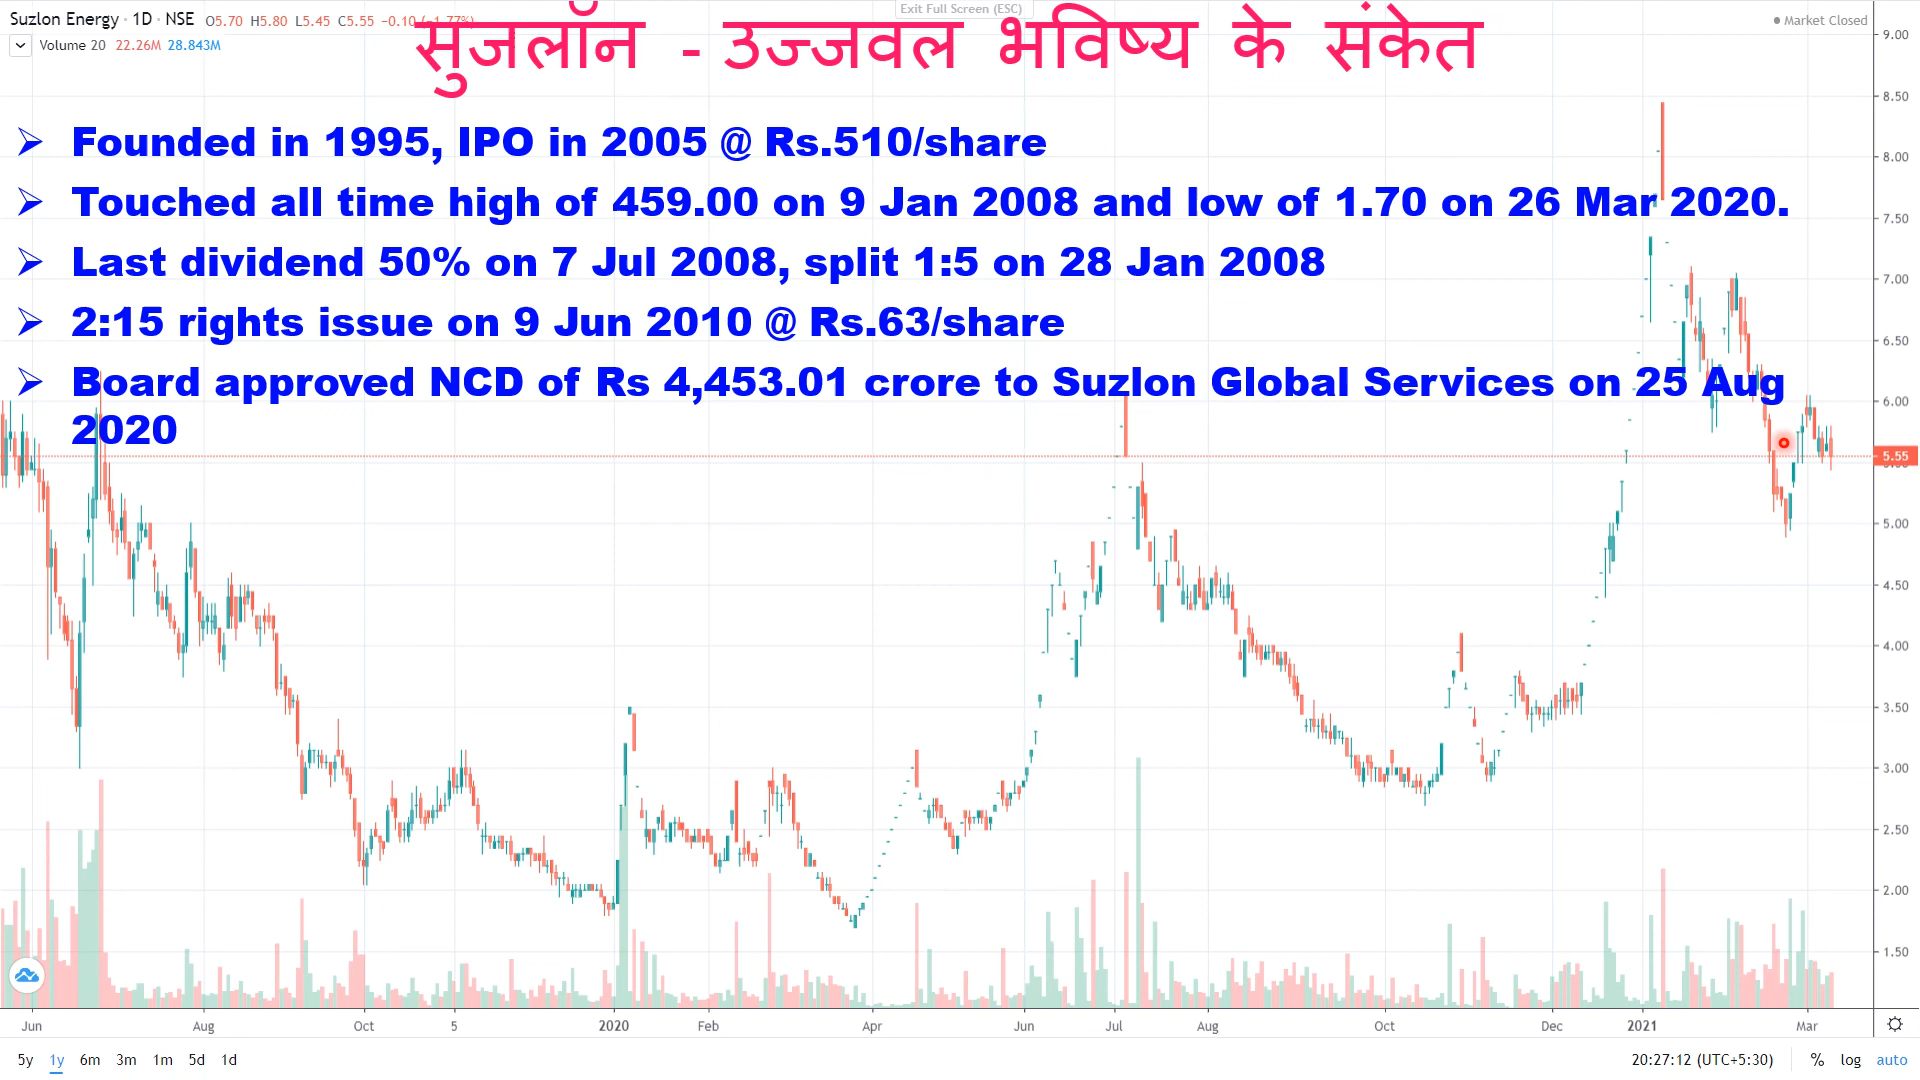 Exit Full Screen (ESC)
Suzlon Energy · 1D · NSE O5.70 H5.80 L5.45 C5.55 −0.10 (−1.77%)
Market Closed
Volume 20 22.26M 28.843M
सुजलॉन - उज्जवल भविष्य के संकेत
Founded in 1995, IPO in 2005 @ Rs.510/share
Touched all time high of 459.00 on 9 Jan 2008 and low of 1.70 on 26 Mar 2020.
Last dividend 50% on 7 Jul 2008, split 1:5 on 28 Jan 2008
2:15 rights issue on 9 Jun 2010 @ Rs.63/share
Board approved NCD of Rs 4,453.01 crore to Suzlon Global Services on 25 Aug
2020
9.00
8.50
8.00
7.50
7.00
6.50
6.00
5.55
5.50
5.00
4.50
4.00
3.50
3.00
2.50
2.00
1.50
Jun Aug Oct 5 2020 Feb Apr Jun Jul Aug Oct Dec 2021 Mar
5y 1y 6m 3m 1m 5d 1d 20:27:12 (UTC+5:30) % log auto